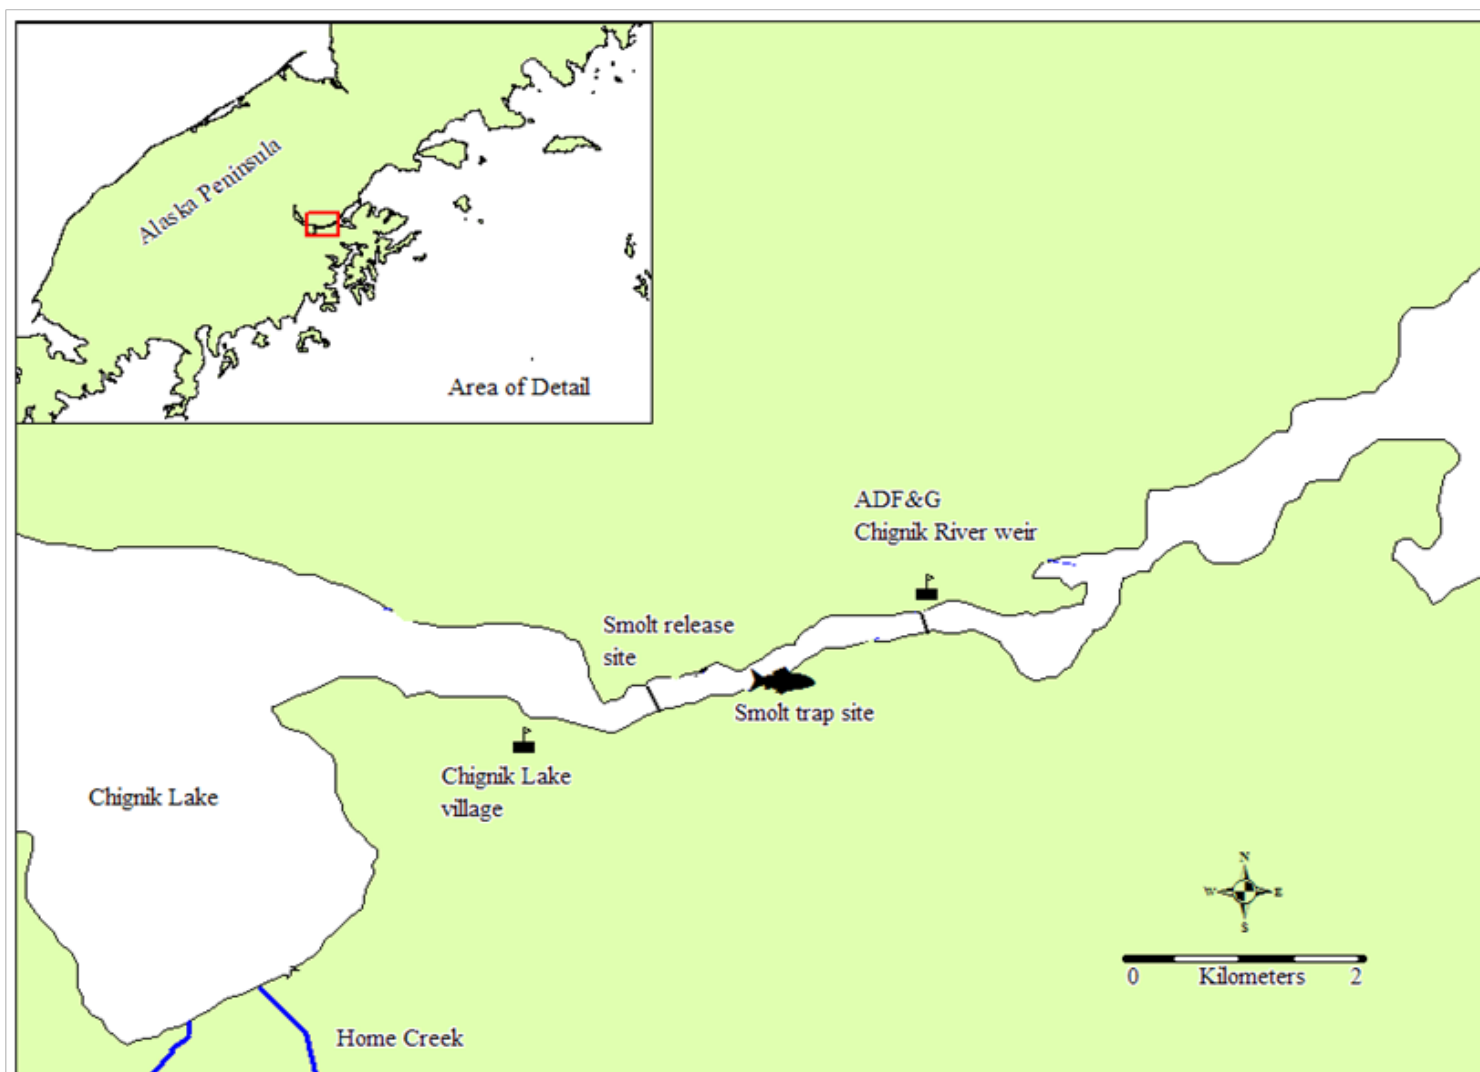 Alaska Peninsula
Area of Detail
ADF&G
Chignik River weir
Smolt release
site
Smolt trap site
Chignik Lake
village
Chignik Lake
N
W E
S
0 Kilometers 2
Home Creek